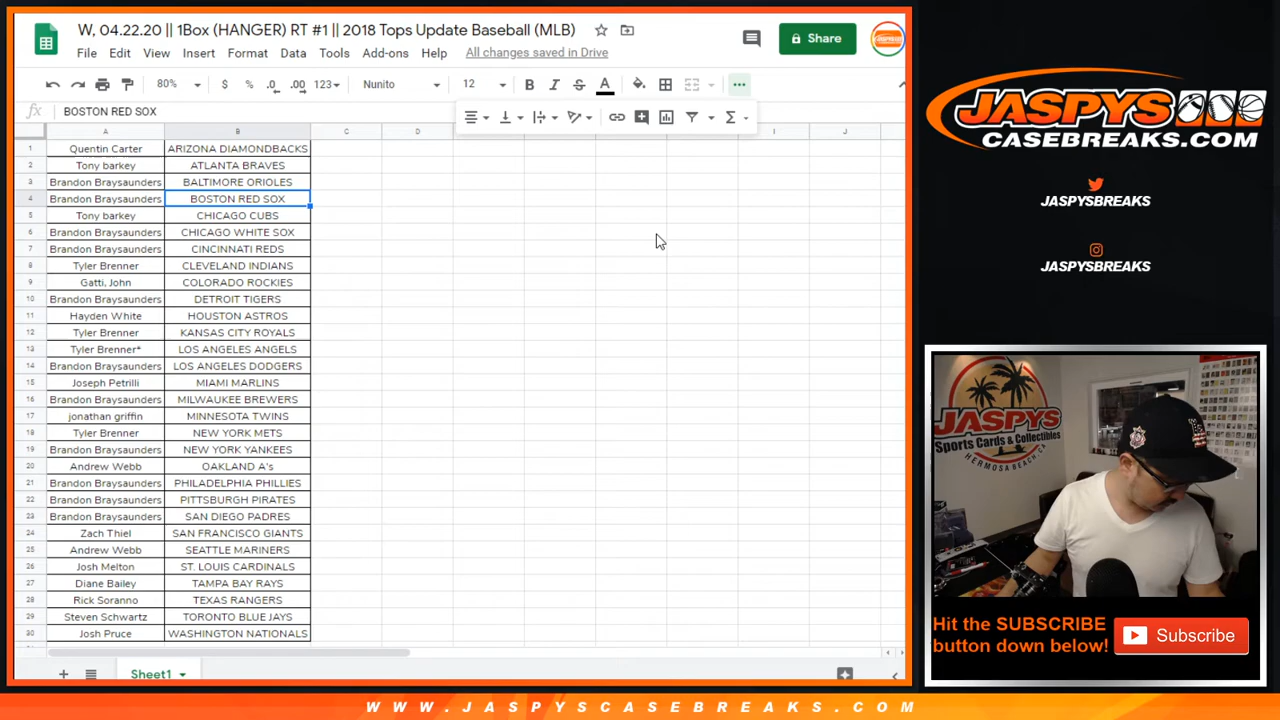 W, 04.22.20 || 1Box (HANGER) RT #1 || 2018 Tops Update Baseball (MLB)
File Edit View Insert Format Data Tools Add-ons Help All changes saved in Drive
Share
80% $ % .0 .00 123 Nunito 12 B I S A
fx BOSTON RED SOX
A B C D I J
1 Quentin Carter ARIZONA DIAMONDBACKS
2 Tony barkey ATLANTA BRAVES
3 Brandon Braysaunders BALTIMORE ORIOLES
4 Brandon Braysaunders BOSTON RED SOX
5 Tony barkey CHICAGO CUBS
6 Brandon Braysaunders CHICAGO WHITE SOX
7 Brandon Braysaunders CINCINNATI REDS
8 Tyler Brenner CLEVELAND INDIANS
9 Gatti, John COLORADO ROCKIES
10 Brandon Braysaunders DETROIT TIGERS
11 Hayden White HOUSTON ASTROS
12 Tyler Brenner KANSAS CITY ROYALS
13 Tyler Brenner* LOS ANGELES ANGELS
14 Brandon Braysaunders LOS ANGELES DODGERS
15 Joseph Petrilli MIAMI MARLINS
16 Brandon Braysaunders MILWAUKEE BREWERS
17 jonathan griffin MINNESOTA TWINS
18 Tyler Brenner NEW YORK METS
19 Brandon Braysaunders NEW YORK YANKEES
20 Andrew Webb OAKLAND A's
21 Brandon Braysaunders PHILADELPHIA PHILLIES
22 Brandon Braysaunders PITTSBURGH PIRATES
23 Brandon Braysaunders SAN DIEGO PADRES
24 Zach Thiel SAN FRANCISCO GIANTS
25 Andrew Webb SEATTLE MARINERS
26 Josh Melton ST. LOUIS CARDINALS
27 Diane Bailey TAMPA BAY RAYS
28 Rick Soranno TEXAS RANGERS
29 Steven Schwartz TORONTO BLUE JAYS
30 Josh Pruce WASHINGTON NATIONALS
Sheet1
JASPYS
CASEBREAKS.COM
JASPYSBREAKS
JASPYSBREAKS
JASPYS
Sports Cards & Collectibles
HERMOSA BEACH, CA
Hit the SUBSCRIBE
button down below!
Subscribe
WWW.JASPYSCASEBREAKS.COM